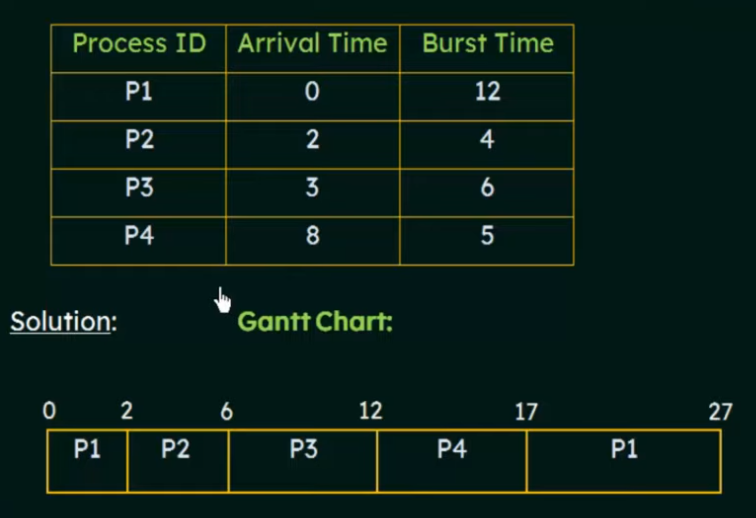 Process ID Arrival Time Burst Time
P1 0 12
P2 2 4
P3 3 6
P4 8 5
Solution: Gantt Chart:
0 2 6 12 17 27
P1 P2 P3 P4 P1